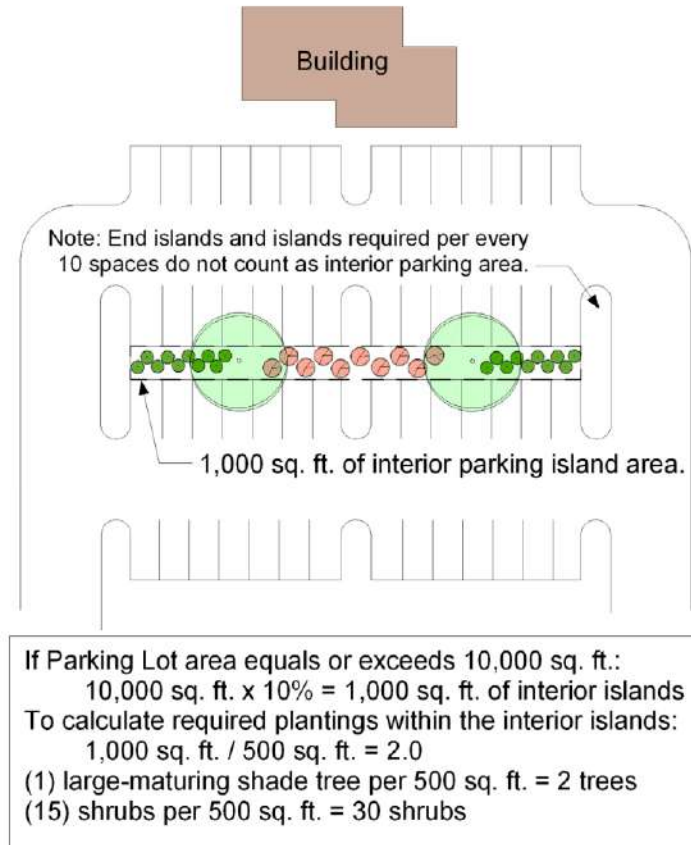 Building
Note: End islands and islands required per every
10 spaces do not count as interior parking area.
1,000 sq. ft. of interior parking island area.
If Parking Lot area equals or exceeds 10,000 sq. ft.:
10,000 sq. ft. x 10% = 1,000 sq. ft. of interior islands
To calculate required plantings within the interior islands:
1,000 sq. ft. / 500 sq. ft. = 2.0
(1) large-maturing shade tree per 500 sq. ft. = 2 trees
(15) shrubs per 500 sq. ft. = 30 shrubs